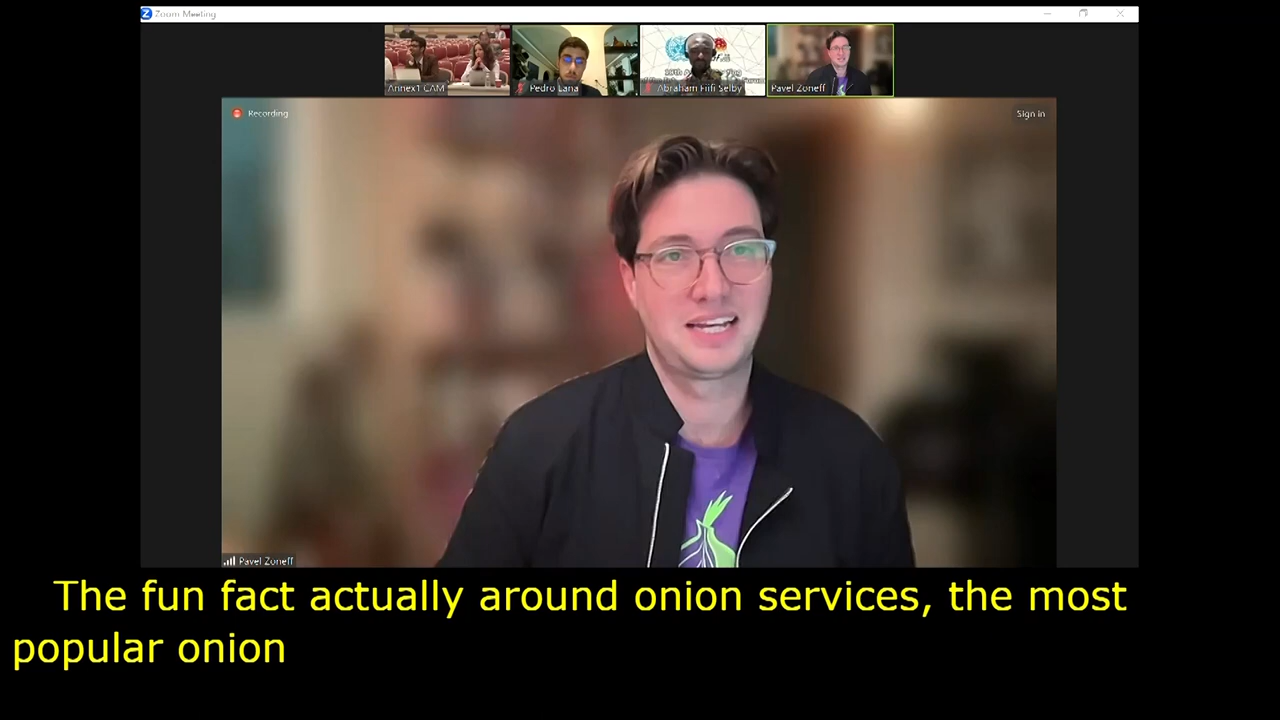 Zoom Meeting
Annex1 CAM
Pedro Lana
Abraham Fiifi Selby
Pavel Zoneff
Recording
Sign in
Pavel Zoneff
The fun fact actually around onion services, the most
popular onion